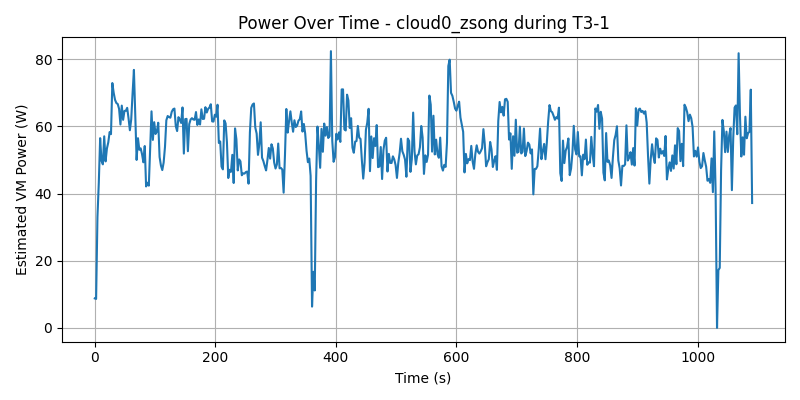 Power Over Time - cloud0_zsong during T3-1
Estimated VM Power (W)
80
60
40
20
0
0 200 400 600 800 1000
Time (s)